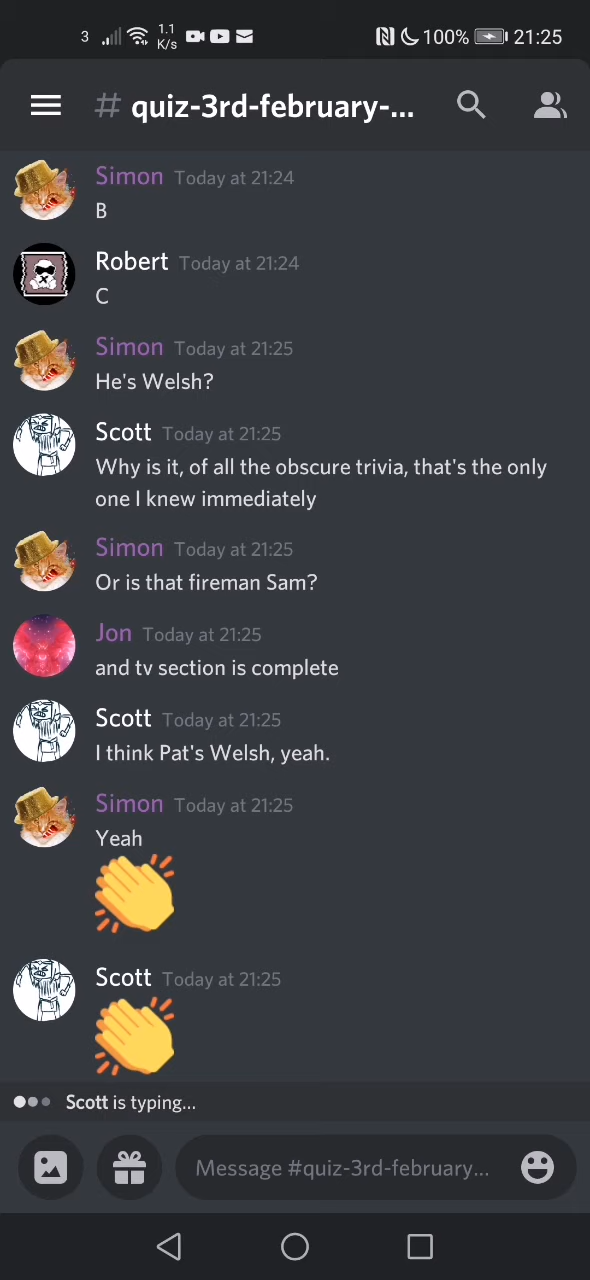 3 1.1 K/s 100% 21:25
# quiz-3rd-february-...
Simon Today at 21:24
B
Robert Today at 21:24
C
Simon Today at 21:25
He's Welsh?
Scott Today at 21:25
Why is it, of all the obscure trivia, that's the only
one I knew immediately
Simon Today at 21:25
Or is that fireman Sam?
Jon Today at 21:25
and tv section is complete
Scott Today at 21:25
I think Pat's Welsh, yeah.
Simon Today at 21:25
Yeah
Scott Today at 21:25
Scott is typing...
Message #quiz-3rd-february...